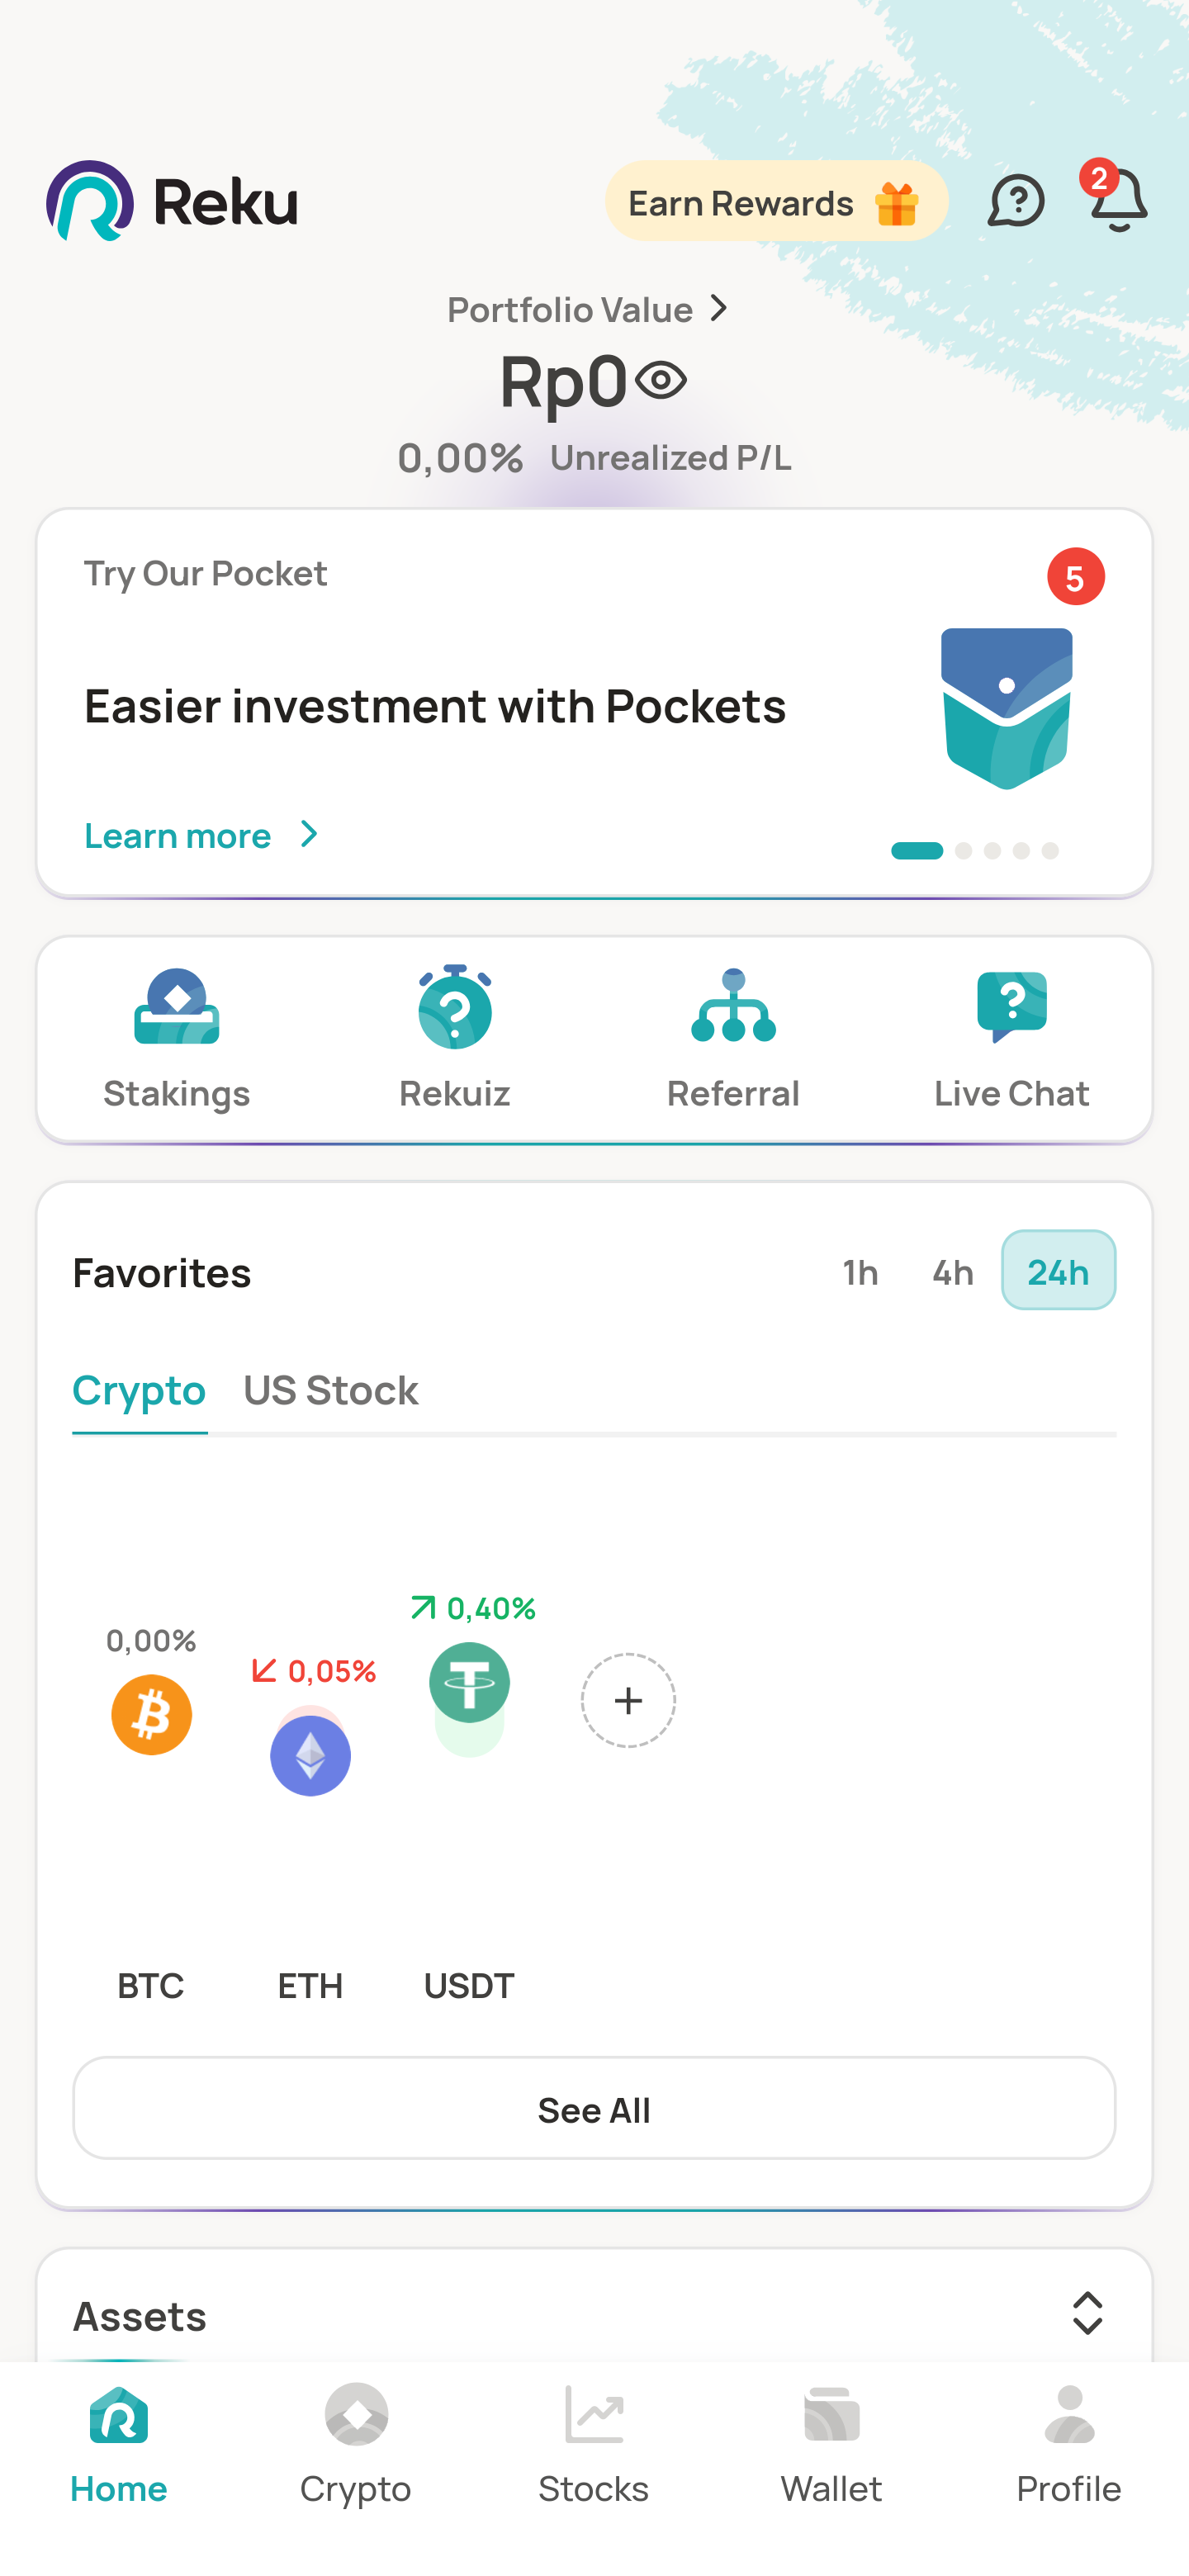 Reku
Earn Rewards
2
Portfolio Value
Rp0
0,00% Unrealized P/L
Try Our Pocket
5
Easier investment with Pockets
Learn more
Stakings Rekuiz Referral Live Chat
Favorites 1h 4h 24h
Crypto US Stock
0,40%
0,00%
0,05%
BTC ETH USDT
See All
Assets
Home Crypto Stocks Wallet Profile